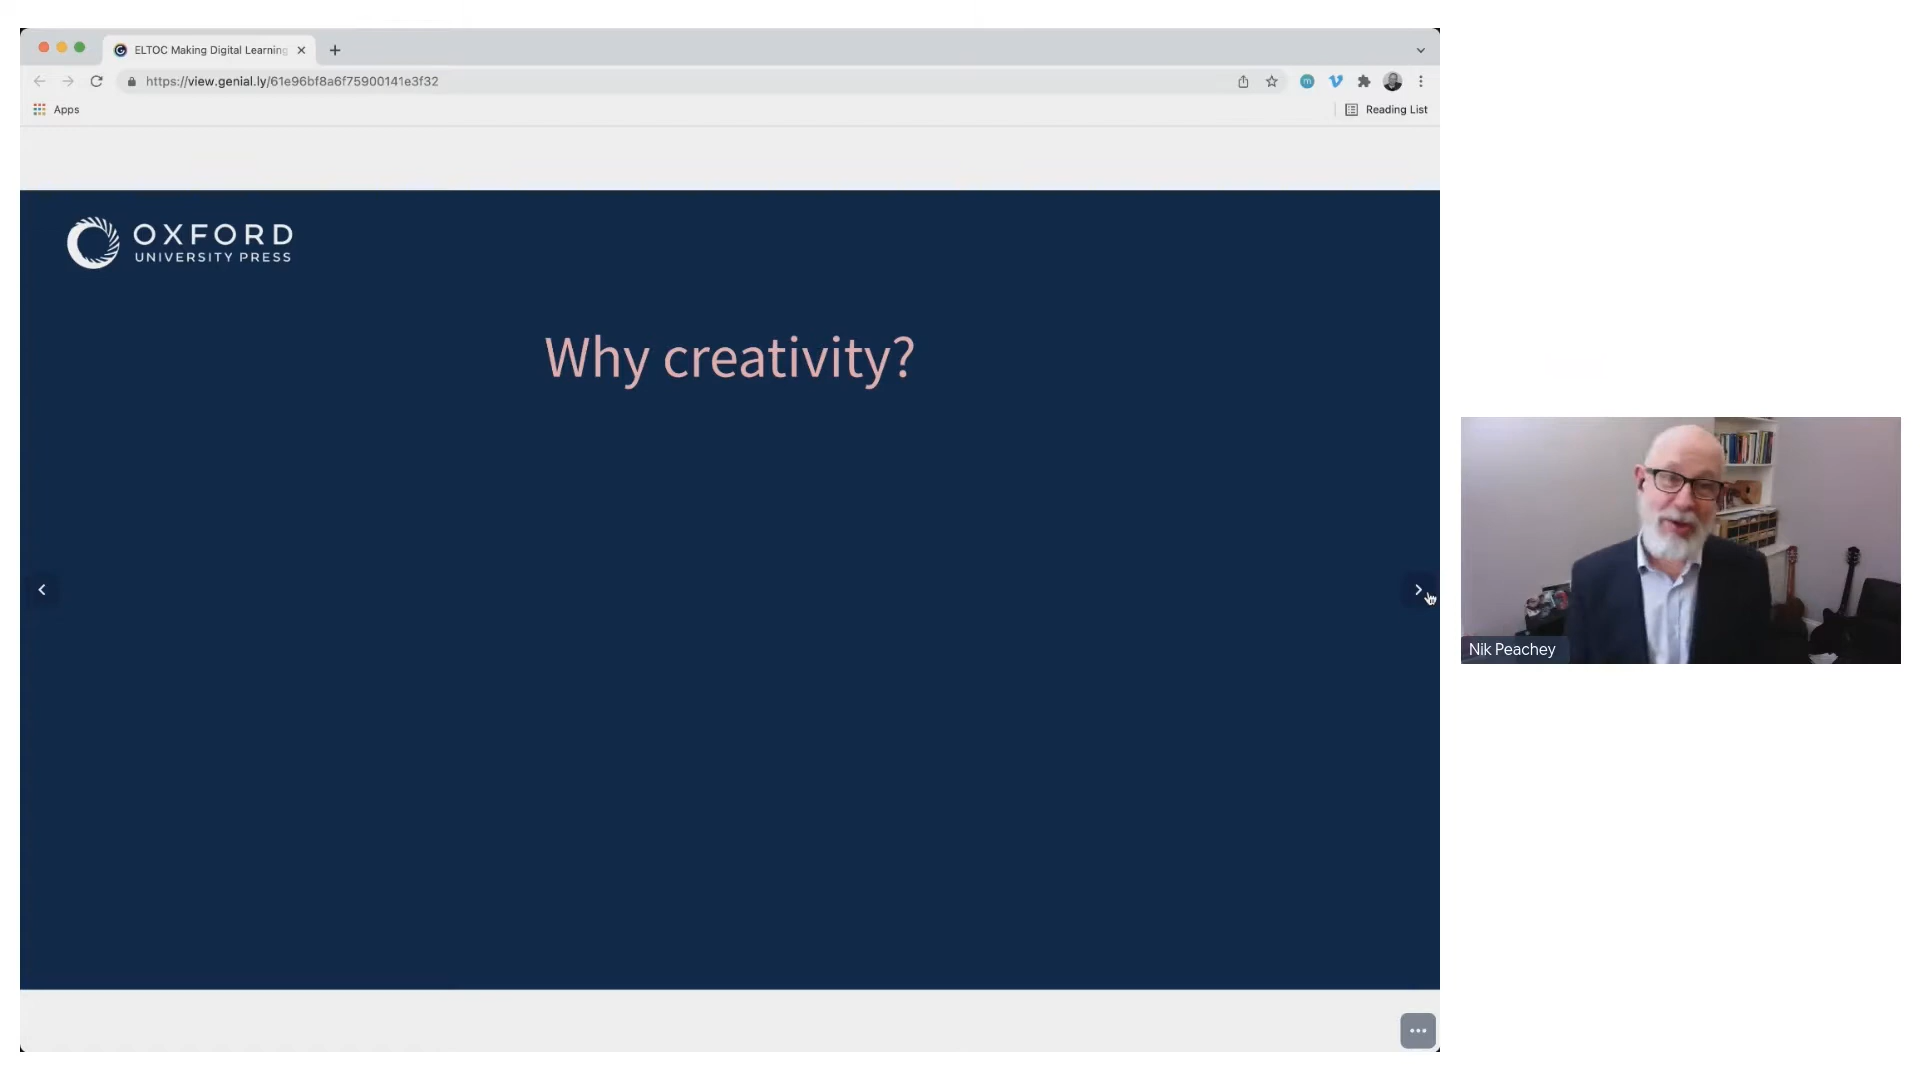 ELTOC Making Digital Learning
https://view.genial.ly/61e96bf8a6f75900141e3f32
Apps
Reading List
OXFORD
UNIVERSITY PRESS
Why creativity?
Nik Peachey